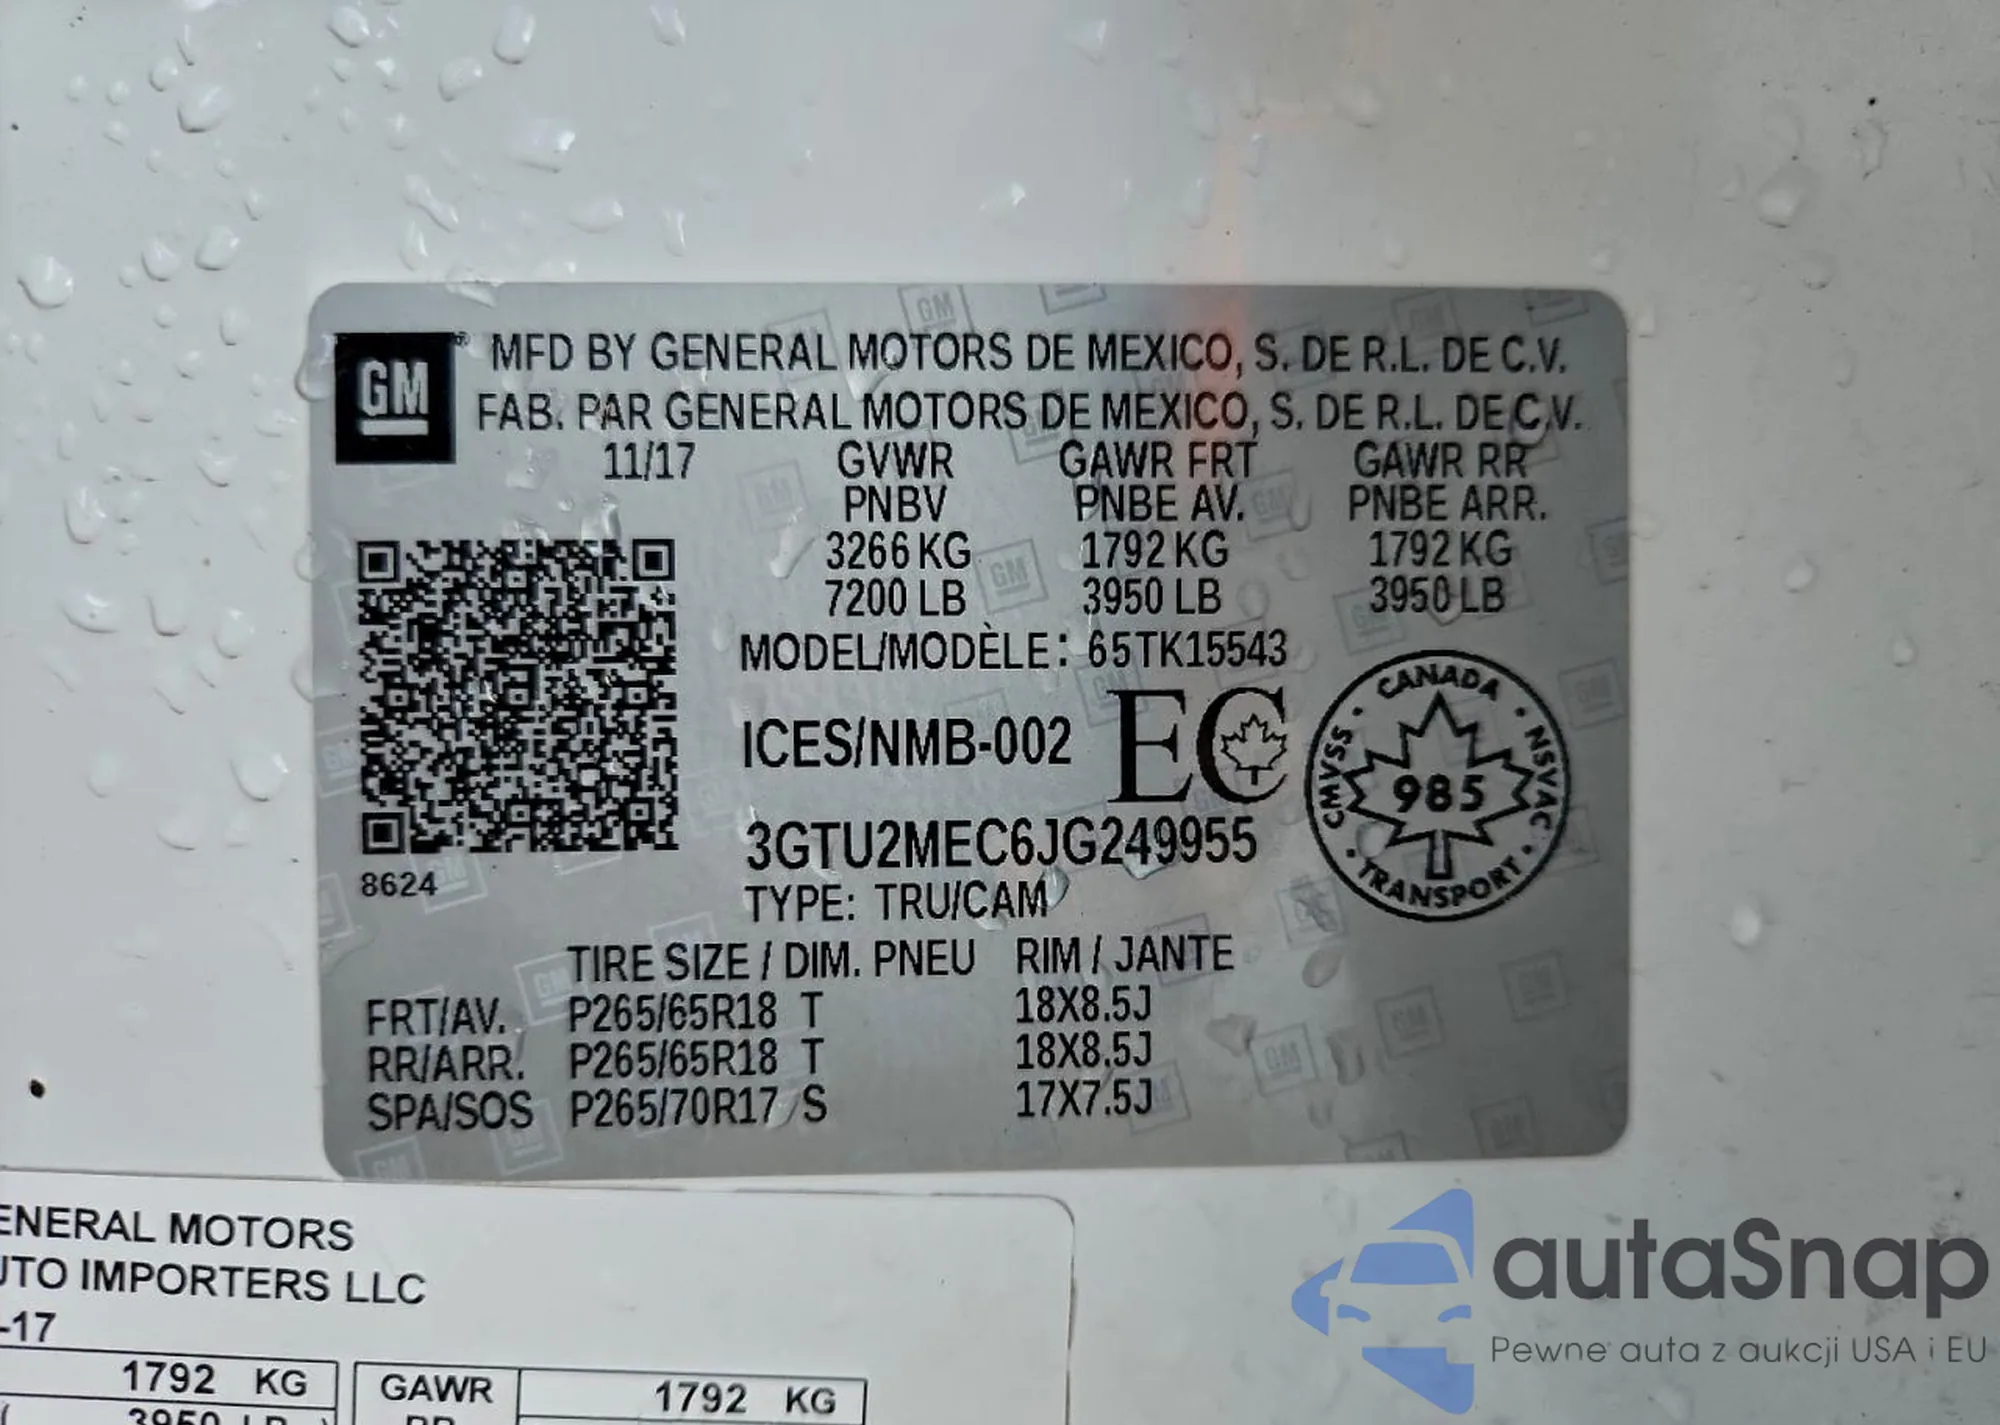 GM
MFD BY GENERAL MOTORS DE MEXICO, S. DE R.L. DE C.V.
FAB. PAR GENERAL MOTORS DE MEXICO, S. DE R.L. DE C.V.
11/17 GVWR GAWR FRT GAWR RR
PNBV PNBE AV. PNBE ARR.
3266 KG 1792 KG 1792 KG
7200 LB 3950 LB 3950 LB
MODEL/MODÈLE: 65TK15543
ICES/NMB-002 EC
CANADA
CMVSS 985 NSVAC
TRANSPORT
3GTU2MEC6JG249955
8624
TYPE: TRU/CAM
TIRE SIZE / DIM. PNEU RIM / JANTE
FRT/AV. P265/65R18 T 18X8.5J
RR/ARR. P265/65R18 T 18X8.5J
SPA/SOS P265/70R17 S 17X7.5J
ENERAL MOTORS
UTO IMPORTERS LLC
-17
1792 KG GAWR 1792 KG
3950 LB RR
autaSnap
Pewne auta z aukcji USA i EU